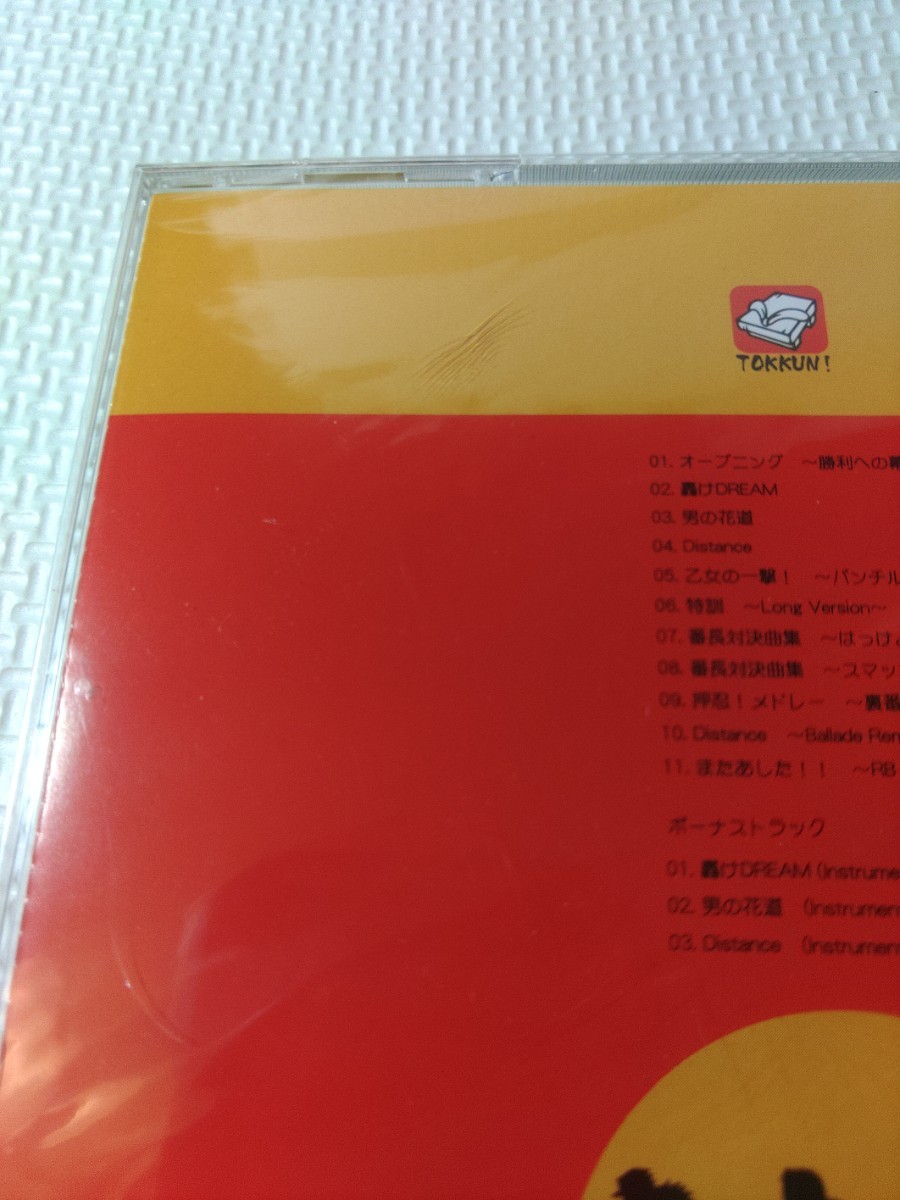 TOKKUN!
01. オープニング　～勝利への幕
02. 轟けDREAM
03. 男の花道
04. Distance
05. 乙女の一撃！　～パンチル
06. 特訓　～Long Version～
07. 番長対決曲集　～はっけよ
08. 番長対決曲集　～スマッ
09. 押忍！メドレー　～裏番
10. Distance　～Ballade Rem
11. またあした！！　～RB
ボーナストラック
01. 轟けDREAM (Instrume
02. 男の花道　(Instrumen
03. Distance　(Instrumen